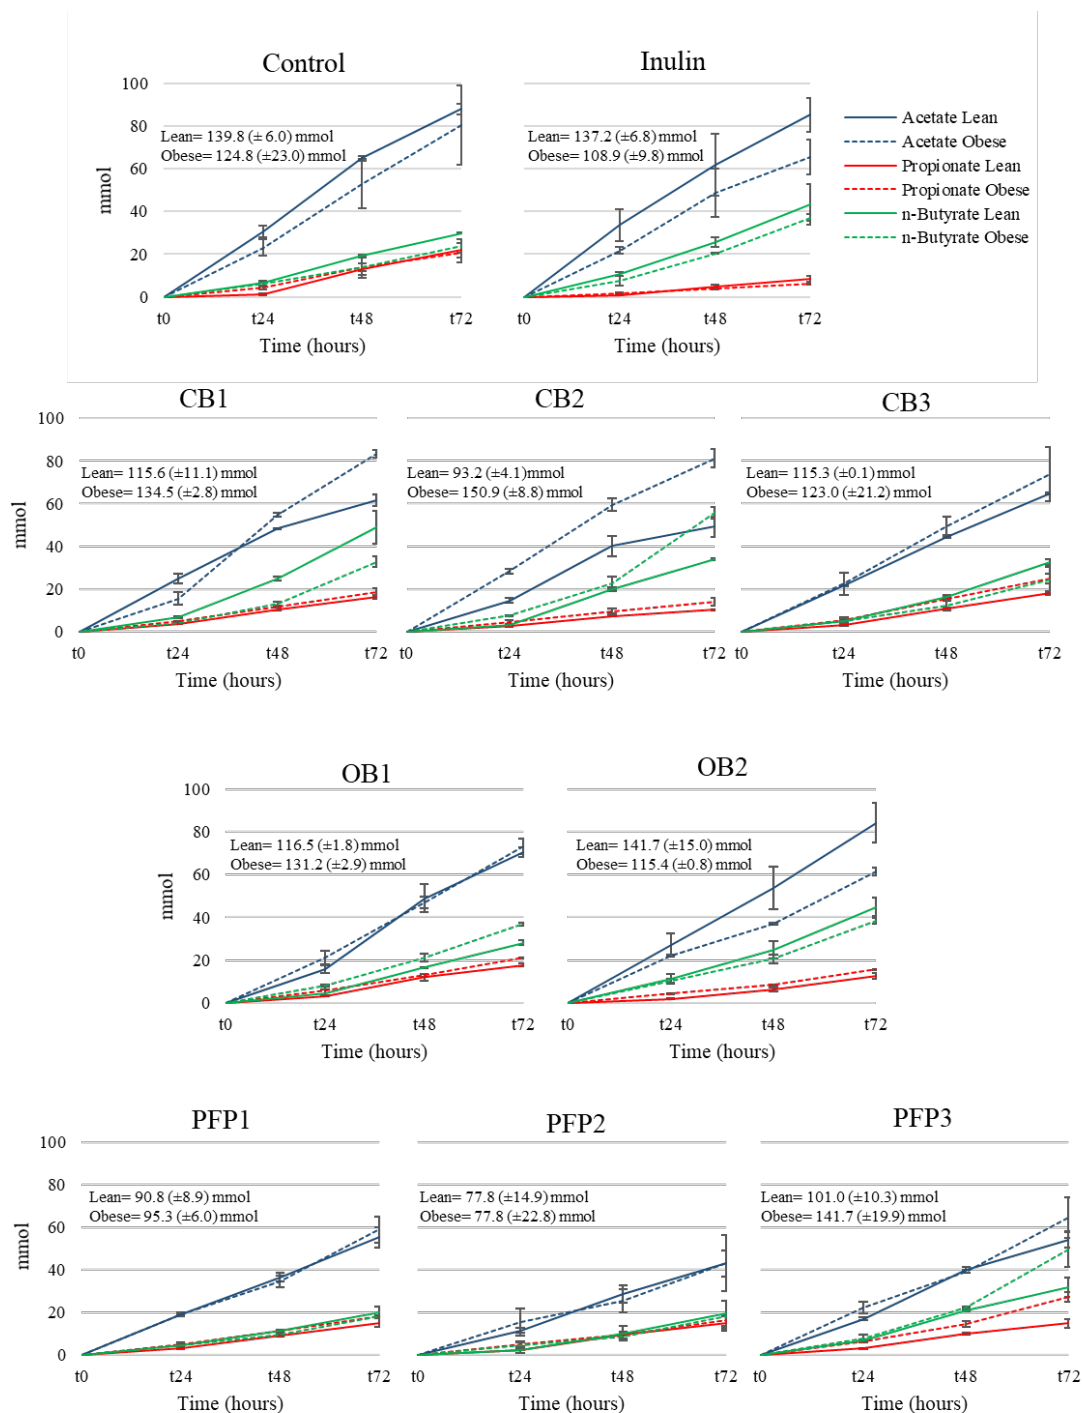 Control
Inulin
100
80
60
40
20
0
mmol
Lean= 139.8 (± 6.0) mmol
Obese= 124.8 (±23.0) mmol
t0 t24 t48 t72
Time (hours)
Lean= 137.2 (±6.8) mmol
Obese= 108.9 (±9.8) mmol
t0 t24 t48 t72
Time (hours)
Acetate Lean
Acetate Obese
Propionate Lean
Propionate Obese
n-Butyrate Lean
n-Butyrate Obese
CB1
CB2
CB3
100
80
60
40
20
0
mmol
Lean= 115.6 (±11.1) mmol
Obese= 134.5 (±2.8) mmol
t0 t24 t48 t72
Time (hours)
Lean= 93.2 (±4.1)mmol
Obese= 150.9 (±8.8) mmol
t0 t24 t48 t72
Time (hours)
Lean= 115.3 (±0.1) mmol
Obese= 123.0 (±21.2) mmol
t0 t24 t48 t72
Time (hours)
OB1
OB2
100
80
60
40
20
0
mmol
Lean= 116.5 (±1.8) mmol
Obese= 131.2 (±2.9) mmol
t0 t24 t48 t72
Time (hours)
Lean= 141.7 (±15.0) mmol
Obese= 115.4 (±0.8) mmol
t0 t24 t48 t72
Time (hours)
PFP1
PFP2
PFP3
100
80
60
40
20
0
mmol
Lean= 90.8 (±8.9) mmol
Obese= 95.3 (±6.0) mmol
t0 t24 t48 t72
Time (hours)
Lean= 77.8 (±14.9) mmol
Obese= 77.8 (±22.8) mmol
t0 t24 t48 t72
Time (hours)
Lean= 101.0 (±10.3) mmol
Obese= 141.7 (±19.9) mmol
t0 t24 t48 t72
Time (hours)